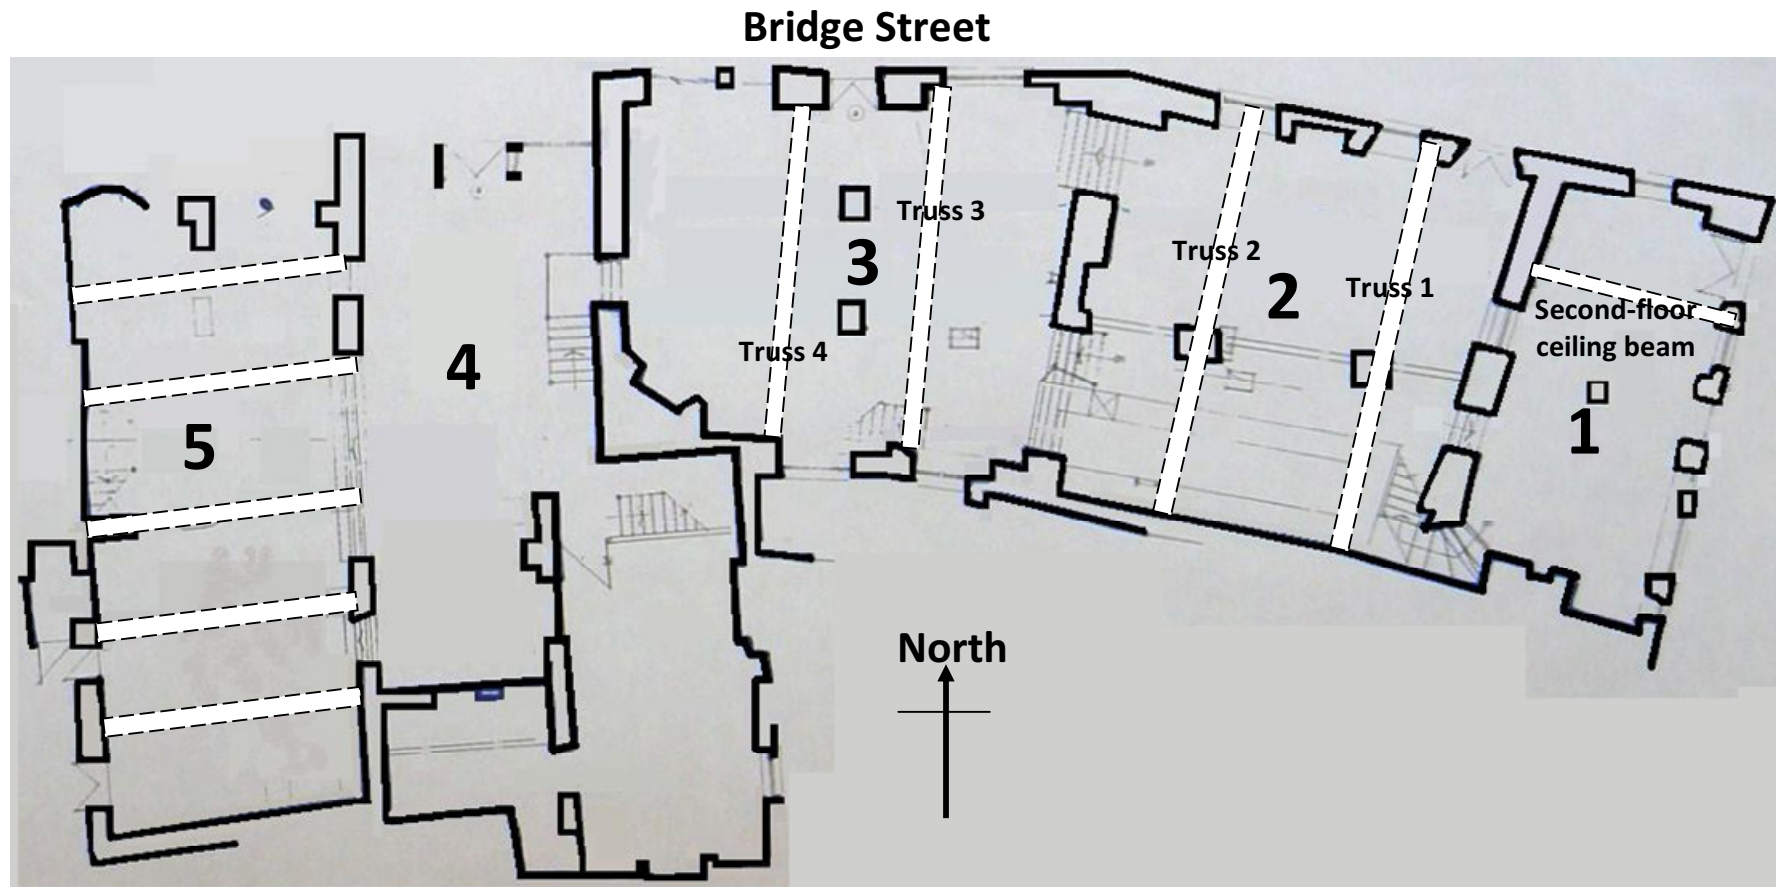 Bridge Street
Truss 3
3
Truss 2
2
Truss 1
Second-floor
ceiling beam
Truss 4
4
5
1
North